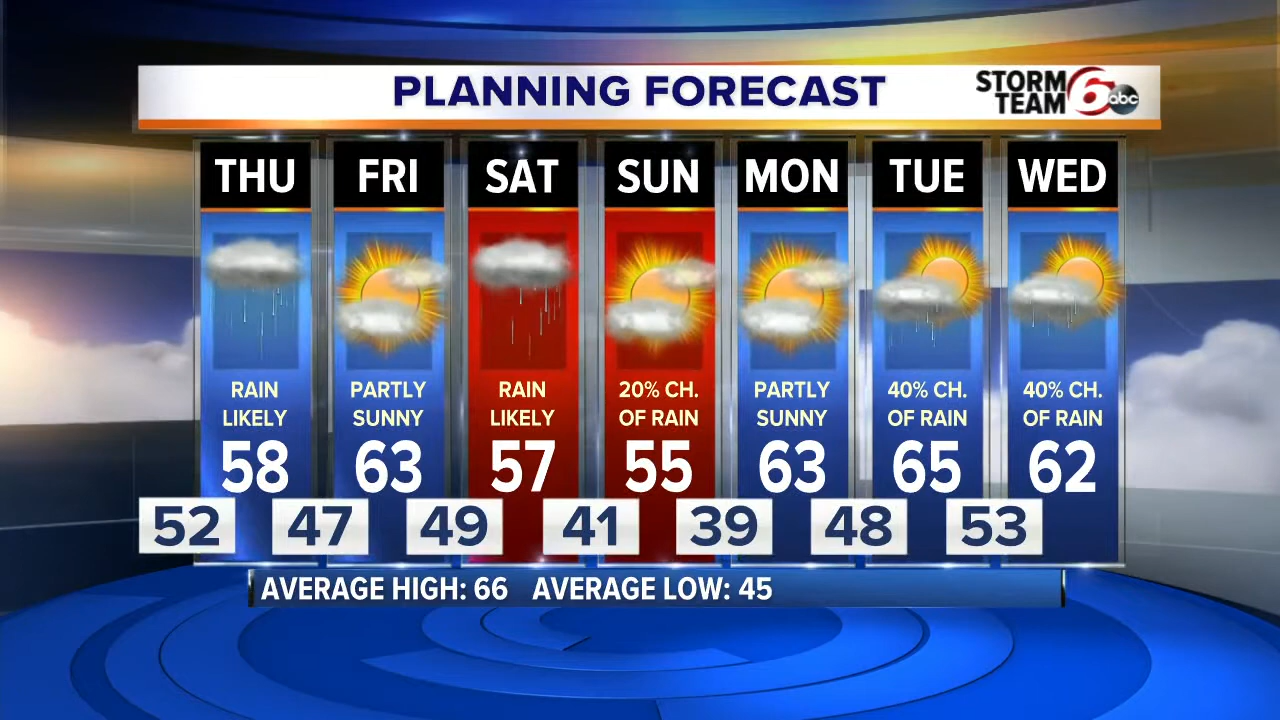 PLANNING FORECAST
STORM
TEAM
6
abc
THU FRI SAT SUN MON TUE WED
RAIN PARTLY RAIN 20% CH. PARTLY 40% CH. 40% CH.
LIKELY SUNNY LIKELY OF RAIN SUNNY OF RAIN OF RAIN
58 63 57 55 63 65 62
52 47 49 41 39 48 53
AVERAGE HIGH: 66 AVERAGE LOW: 45